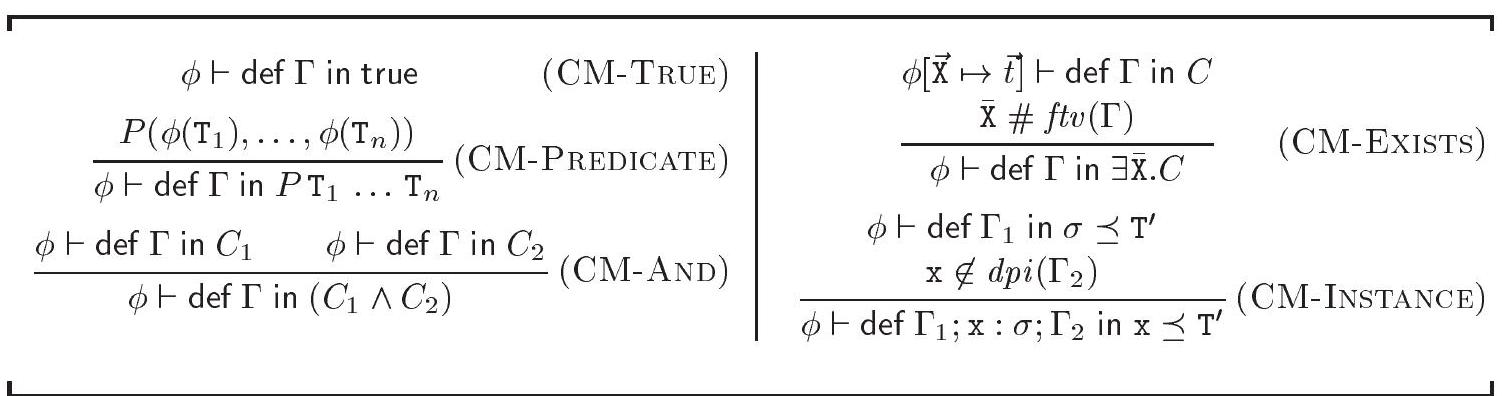 ϕ ⊢ def Γ in true (CM-TRUE)
P(ϕ(T₁), . . . , ϕ(Tₙ))
ϕ ⊢ def Γ in P T₁ . . . Tₙ (CM-PREDICATE)
ϕ ⊢ def Γ in C₁ ϕ ⊢ def Γ in C₂
ϕ ⊢ def Γ in (C₁ ∧ C₂) (CM-AND)
ϕ[X⃗ ↦ t⃗] ⊢ def Γ in C
X̄ # ftv(Γ)
ϕ ⊢ def Γ in ∃X̄.C (CM-EXISTS)
ϕ ⊢ def Γ₁ in σ ⪯ T′
x ∉ dpi(Γ₂)
ϕ ⊢ def Γ₁; x : σ; Γ₂ in x ⪯ T′ (CM-INSTANCE)